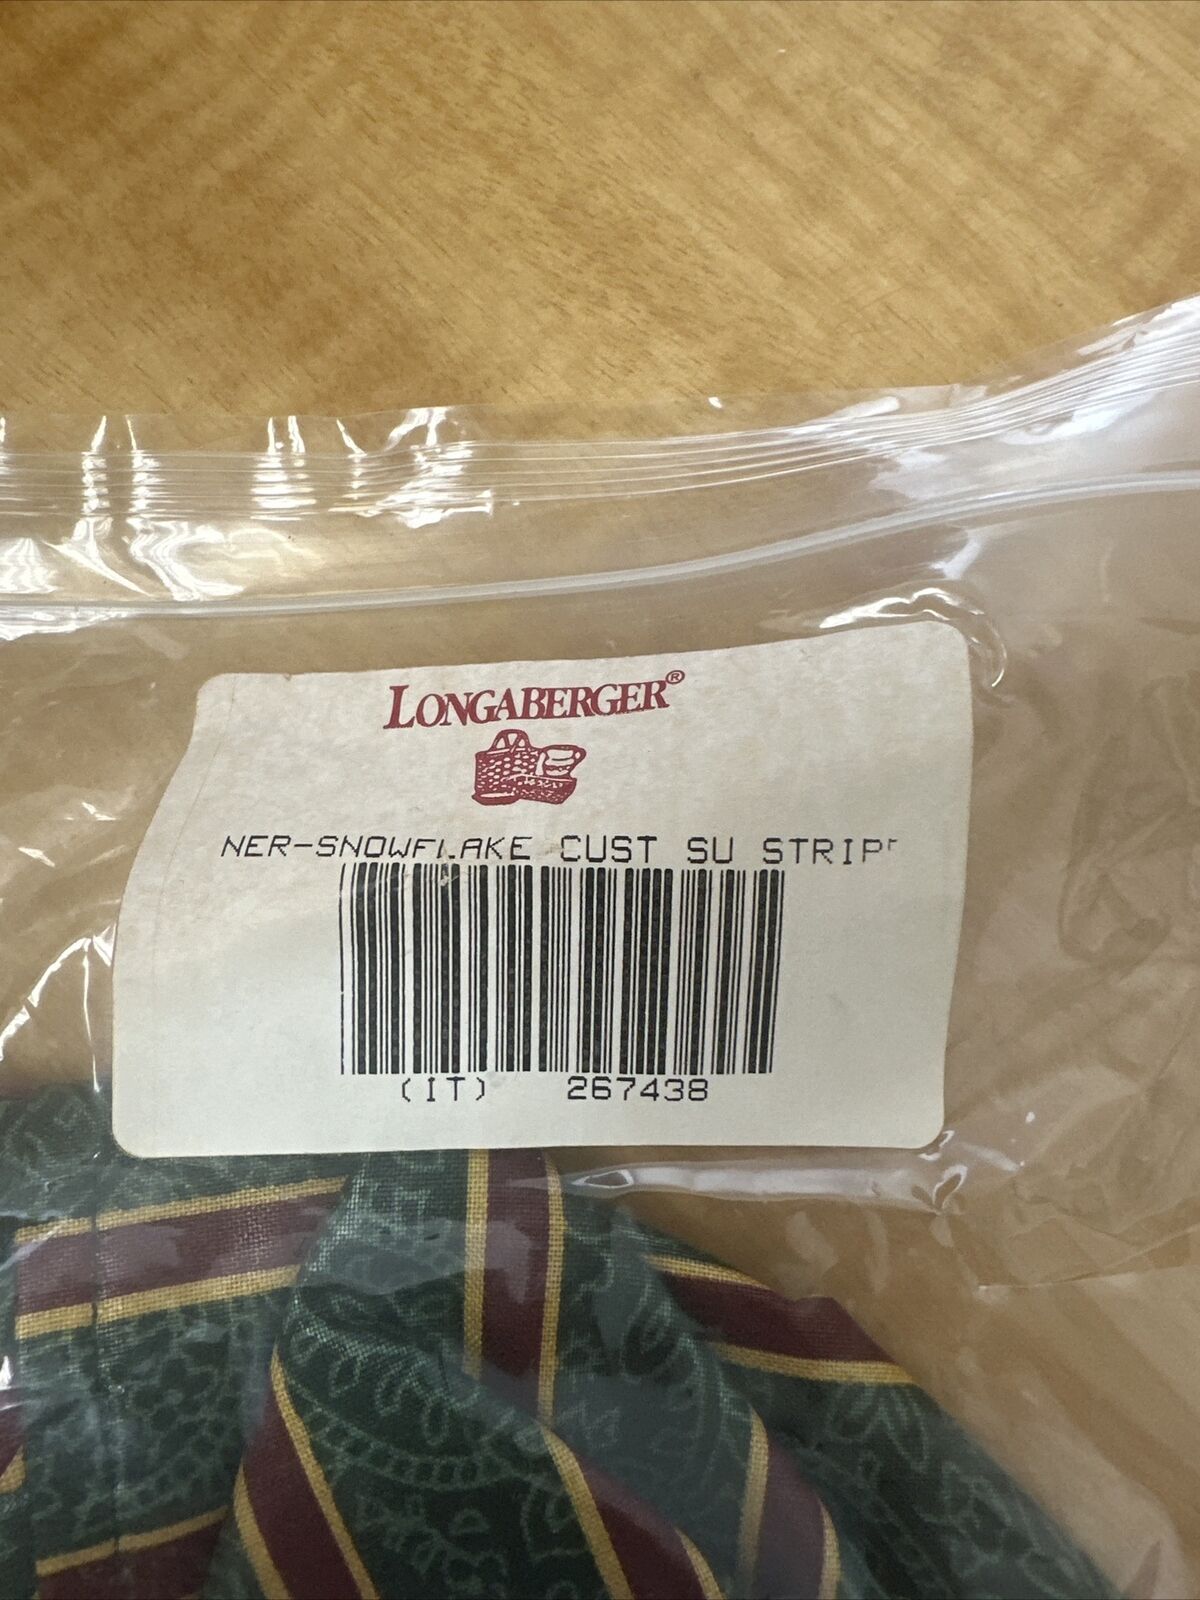 LONGABERGER®
NER-SNOWFLAKE CUST SU STRIP
(IT) 267438